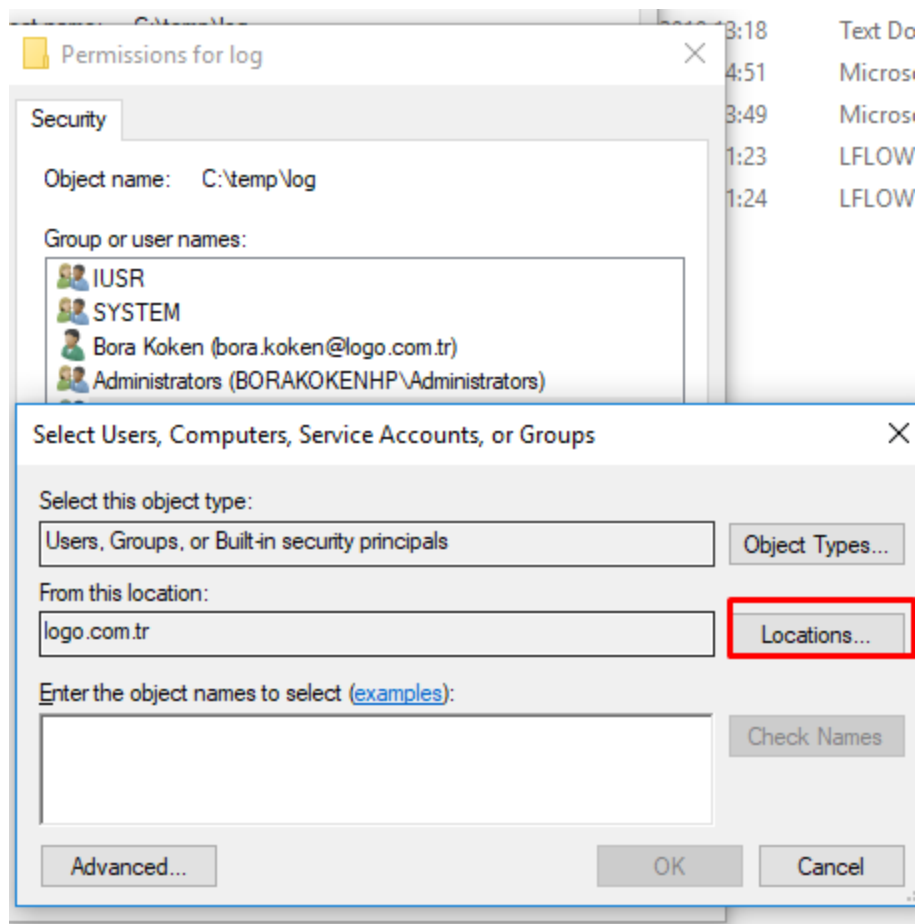 C:\temp\log
Permissions for log
13:18 Text Do
4:51 Micros
3:49 Micros
1:23 LFLOW
1:24 LFLOW
Security
Object name: C:\temp\log
Group or user names:
IUSR
SYSTEM
Bora Koken (bora.koken@logo.com.tr)
Administrators (BORAKOKENHP\Administrators)
Select Users, Computers, Service Accounts, or Groups
Select this object type:
Users, Groups, or Built-in security principals
Object Types...
From this location:
logo.com.tr
Locations...
Enter the object names to select (examples):
Check Names
Advanced...
OK
Cancel